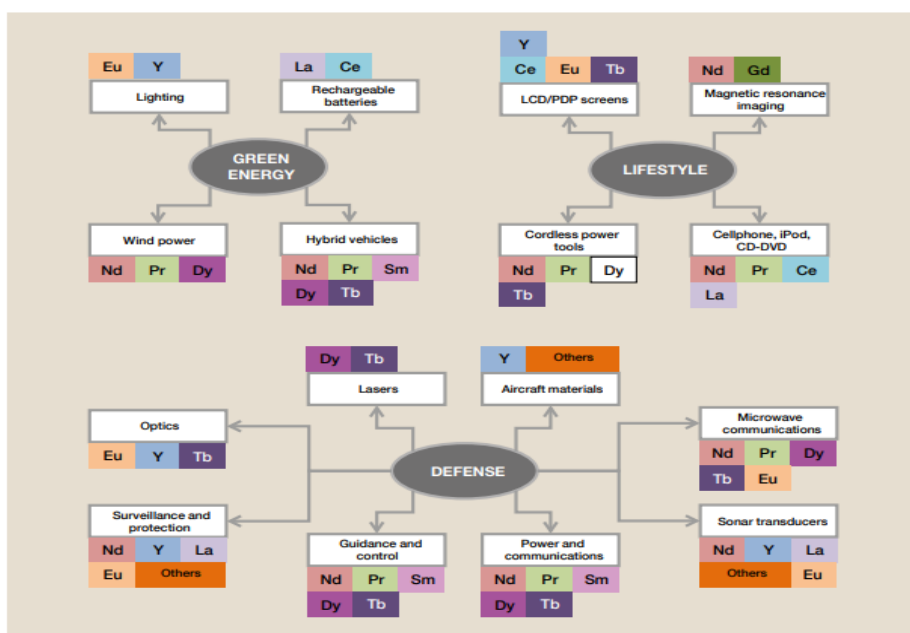 Eu Y
Lighting
La Ce
Rechargeable
batteries
GREEN
ENERGY
Wind power
Nd Pr Dy
Hybrid vehicles
Nd Pr Sm
Dy Tb
Y
Ce Eu Tb
LCD/PDP screens
Nd Gd
Magnetic resonance
imaging
LIFESTYLE
Cordless power
tools
Nd Pr Dy
Tb
Cellphone, iPod,
CD-DVD
Nd Pr Ce
La
Dy Tb
Lasers
Y Others
Aircraft materials
Optics
Eu Y Tb
Microwave
communications
Nd Pr Dy
Tb Eu
DEFENSE
Surveillance and
protection
Nd Y La
Eu Others
Guidance and
control
Nd Pr Sm
Dy Tb
Power and
communications
Nd Pr Sm
Dy Tb
Sonar transducers
Nd Y La
Others Eu